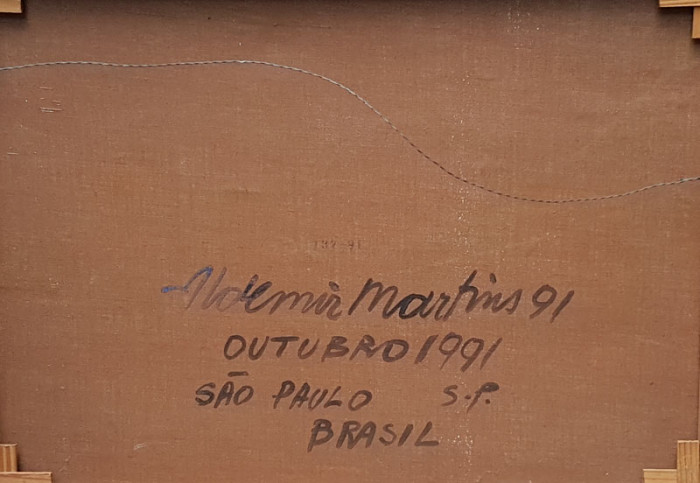 Aldemir Martins 91
OUTUBRO 1991
SÃO PAULO S.P.
BRASIL